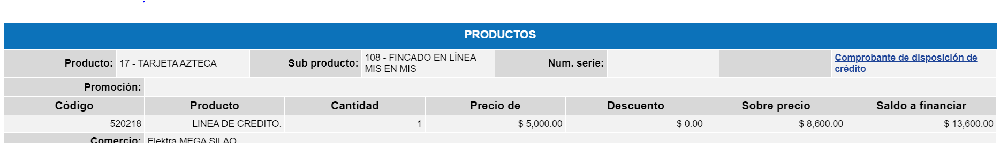 PRODUCTOS
Producto: 17 - TARJETA AZTECA Sub producto: 108 - FINCADO EN LÍNEA MIS EN MIS Num. serie: Comprobante de disposición de crédito
Promoción:
Código Producto Cantidad Precio de Descuento Sobre precio Saldo a financiar
520218 LINEA DE CREDITO. 1 $ 5,000.00 $ 0.00 $ 8,600.00 $ 13,600.00
Comercio: Elektra MEGA SILAO